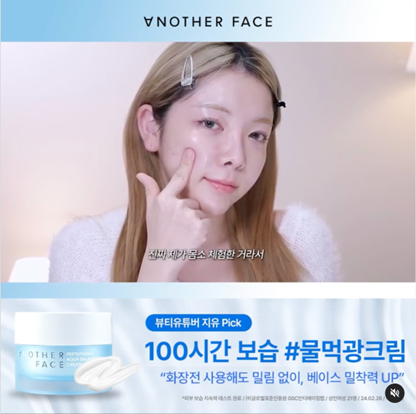 ∀NOTHER FACE
진짜 제가 몸소 체험한 거라서
뷰티유튜버 지유 Pick
100시간 보습 #물먹광크림
“화장전 사용해도 밀림 없이, 베이스 밀착력 UP”
ANOTHER
FACE